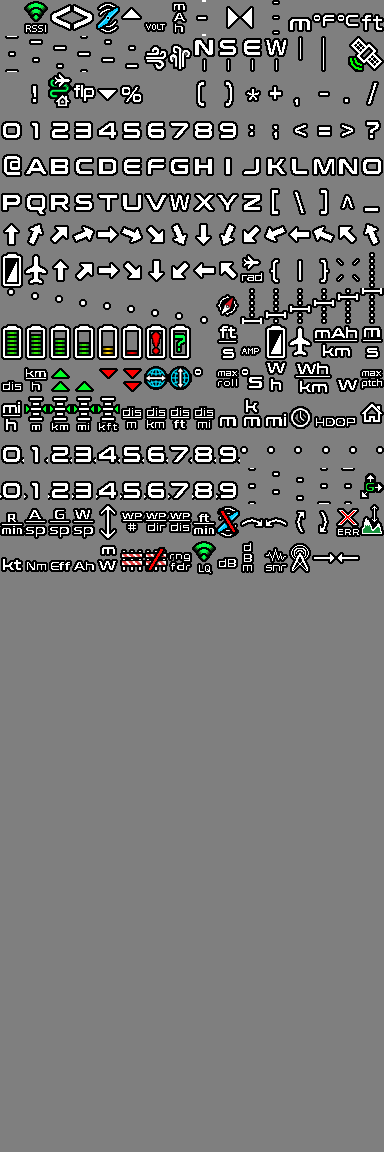 RSSI VOLT mAh m°F°C ft
N S E W
! flp % ( ) * + , - . /
0 1 2 3 4 5 6 7 8 9 : ; < = > ?
@ A B C D E F G H I J K L M N O
P Q R S T U V W X Y Z [ \ ] ^ _
rad { | }
ft/s AMP mAh/km m/s
dis km/h max roll °s W/h Wh/km W max ptch
mi/h m km mi kft dis m dis km dis ft dis mi m k/m mi HDOP
0. 1. 2. 3. 4. 5. 6. 7. 8. 9.
.0 .1 .2 .3 .4 .5 .6 .7 .8 .9 G
R/min A/sp G/sp W/sp WP # WP dir WP dis ft/min ERR
kt Nm Eff Ah mW rng fdr LQ dB dBm snr